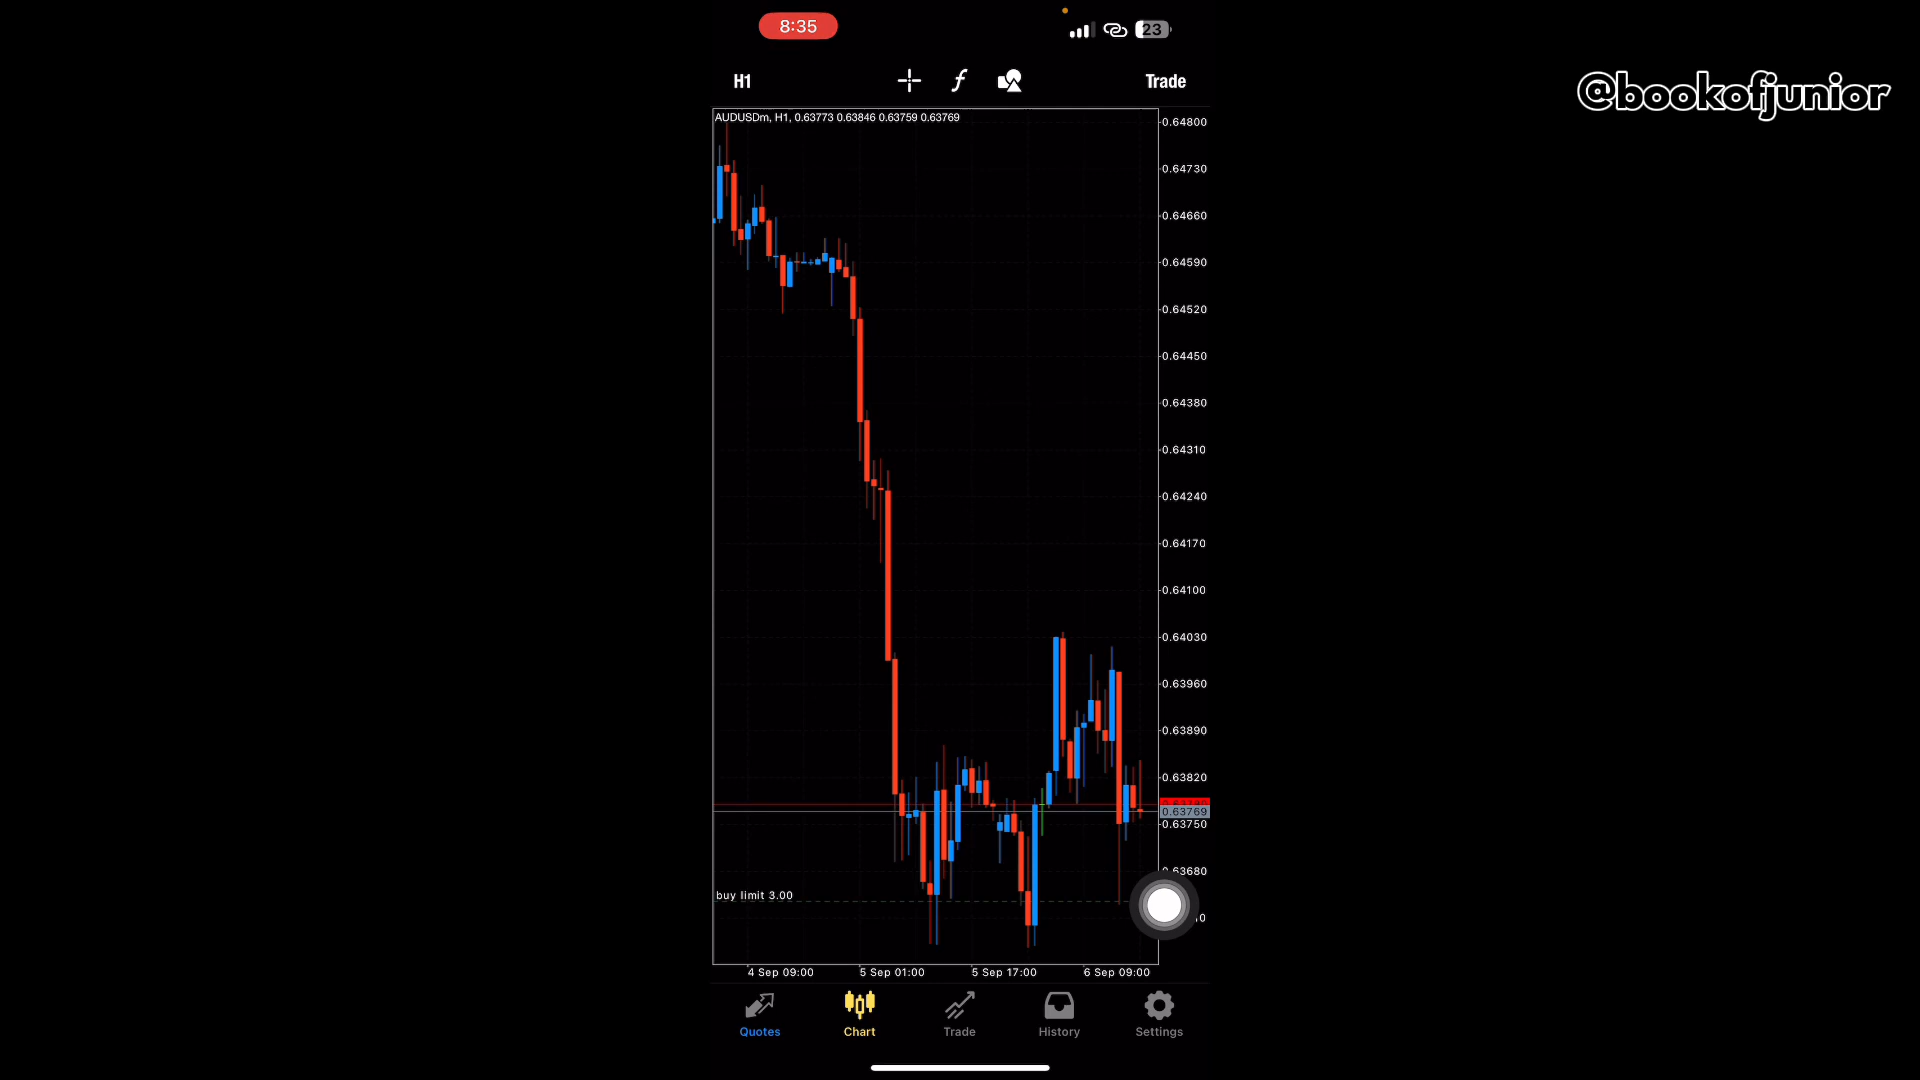 8:35
23
@bookofjunior
H1
Trade
AUDUSDm, H1, 0.63773 0.63846 0.63759 0.63769
0.64800
0.64730
0.64660
0.64590
0.64520
0.64450
0.64380
0.64310
0.64240
0.64170
0.64100
0.64030
0.63960
0.63890
0.63820
0.63769
0.63750
buy limit 3.00
4 Sep 09:00
5 Sep 01:00
5 Sep 17:00
6 Sep 09:00
Quotes
Chart
Trade
History
Settings